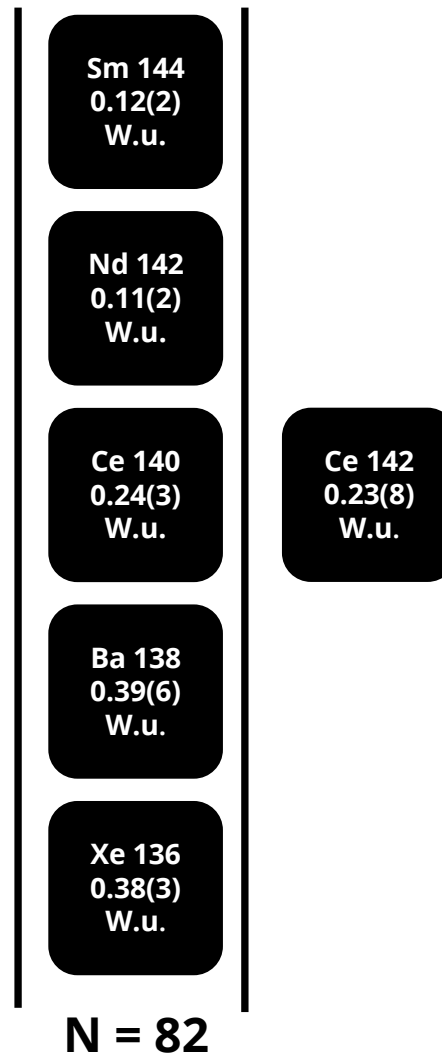 Sm 144
0.12(2)
W.u.
Nd 142
0.11(2)
W.u.
Ce 140
0.24(3)
W.u.
Ce 142
0.23(8)
W.u.
Ba 138
0.39(6)
W.u.
Xe 136
0.38(3)
W.u.
N = 82